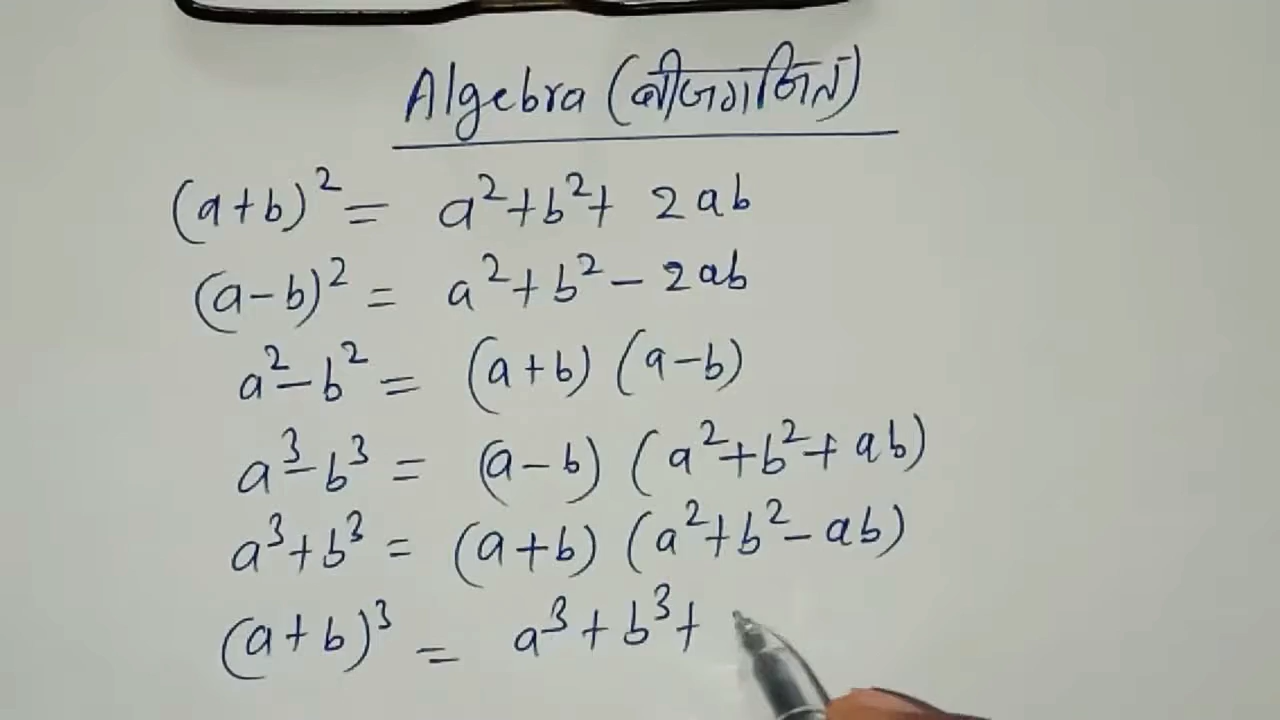 Algebra (बीजगणित)
(a+b)² = a²+b²+ 2ab
(a-b)² = a²+b²-2ab
a²-b² = (a+b) (a-b)
a³-b³ = (a-b) (a²+b²+ab)
a³+b³ = (a+b) (a²+b²-ab)
(a+b)³ = a³+b³+